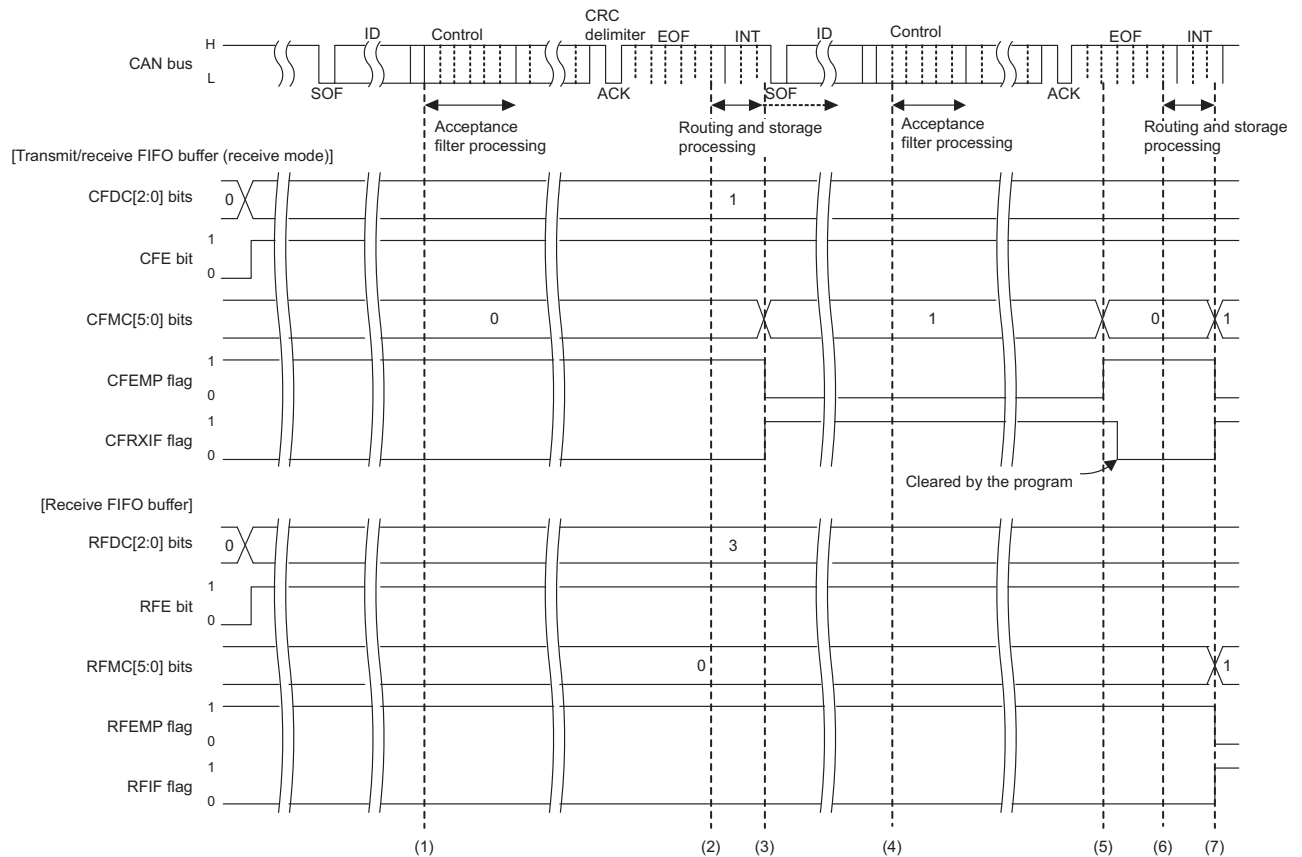 CRC
ID Control delimiter EOF INT ID Control EOF INT
H
CAN bus
L
SOF ACK SOF ACK
Acceptance filter processing
Routing and storage processing
Acceptance filter processing
Routing and storage processing
[Transmit/receive FIFO buffer (receive mode)]
CFDC[2:0] bits 0 1
1
CFE bit
0
CFMC[5:0] bits 0 1 0 1
1
CFEMP flag
0
1
CFRXIF flag
0
Cleared by the program
[Receive FIFO buffer]
RFDC[2:0] bits 0 3
1
RFE bit
0
RFMC[5:0] bits 0 1
1
RFEMP flag
0
1
RFIF flag
0
(1) (2) (3) (4) (5) (6) (7)